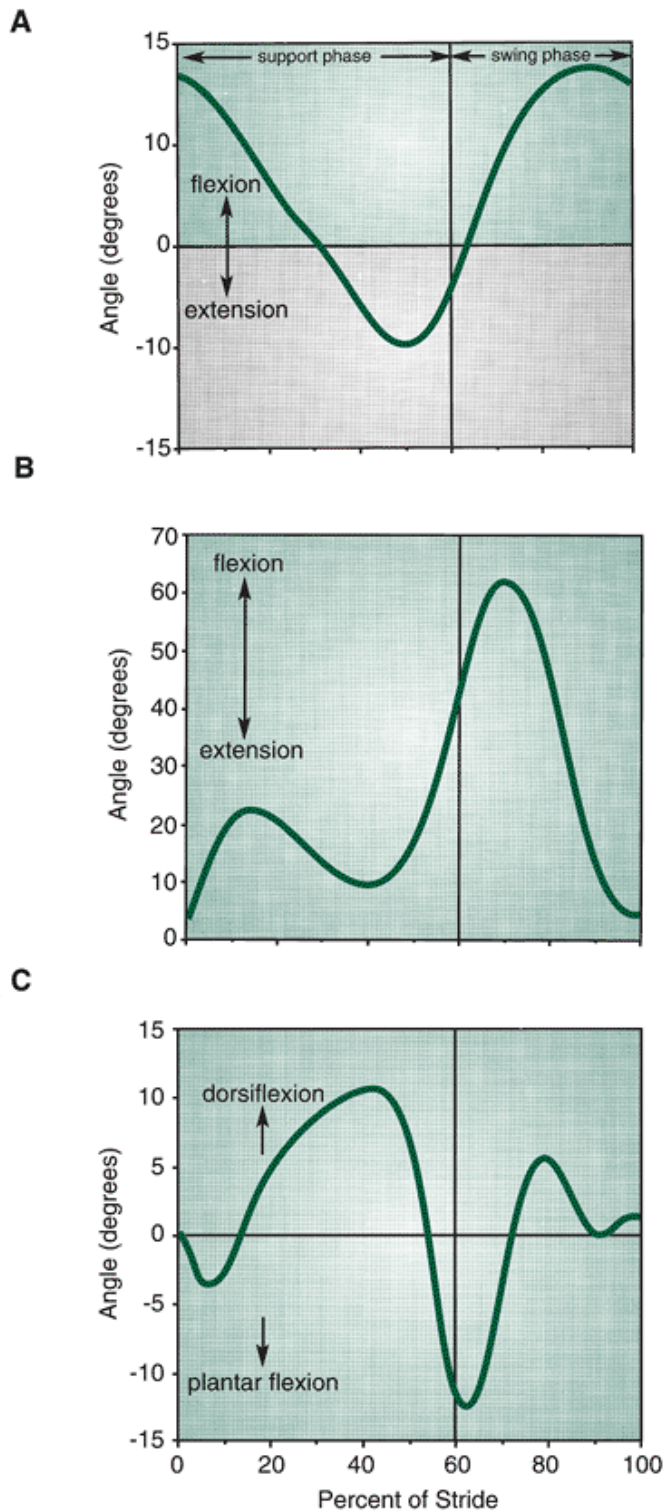 A
15
support phase
swing phase
10
flexion
0
extension
-10
-15
Angle (degrees)
B
70
flexion
60
50
40
extension
30
20
10
0
Angle (degrees)
C
15
dorsiflexion
10
5
0
-5
-10
plantar flexion
-15
Angle (degrees)
0
20
40
60
80
100
Percent of Stride